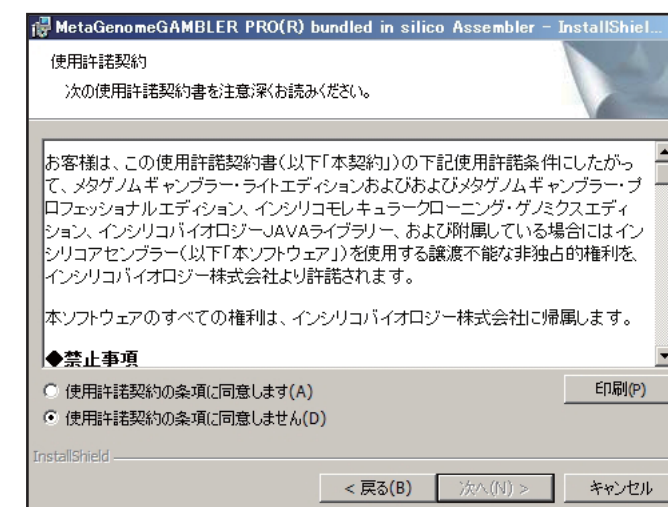 MetaGenomeGAMBLER PRO(R) bundled in silico Assembler - InstallShiel...
使用許諾契約
次の使用許諾契約書を注意深くお読みください。
お客様は、この使用許諾契約書（以下「本契約」）の下記使用許諾条件にしたがっ
て、メタゲノムギャンブラー・ライトエディションおよびおよびメタゲノムギャンブラー・プ
ロフェッショナルエディション、インシリコモレキュラークローニング・ゲノミクスエディ
ション、インシリコバイオロジーJAVAライブラリー、および附属している場合にはイン
シリコアセンブラー（以下「本ソフトウェア」）を使用する譲渡不能な非独占的権利を、
インシリコバイオロジー株式会社より許諾されます。
本ソフトウェアのすべての権利は、インシリコバイオロジー株式会社に帰属します。
◆禁止事項
使用許諾契約の条項に同意します(A)
印刷(P)
使用許諾契約の条項に同意しません(D)
InstallShield
< 戻る(B)
次へ(N) >
キャンセル